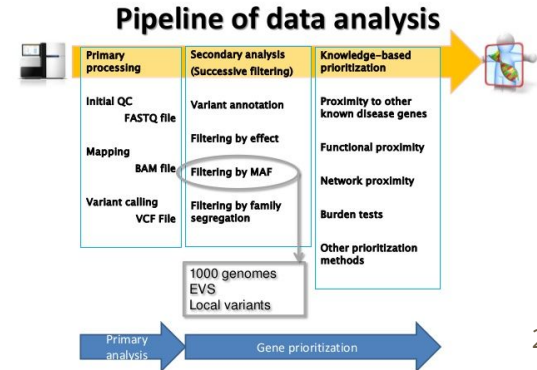 Pipeline of data analysis
Primary
processing
Initial QC
FASTQ file
Mapping
BAM file
Variant calling
VCF File
Secondary analysis
(Successive filtering)
Variant annotation
Filtering by effect
Filtering by MAF
Filtering by family
segregation
1000 genomes
EVS
Local variants
Knowledge-based
prioritization
Proximity to other
known disease genes
Functional proximity
Network proximity
Burden tests
Other prioritization
methods
Primary
analysis
Gene prioritization